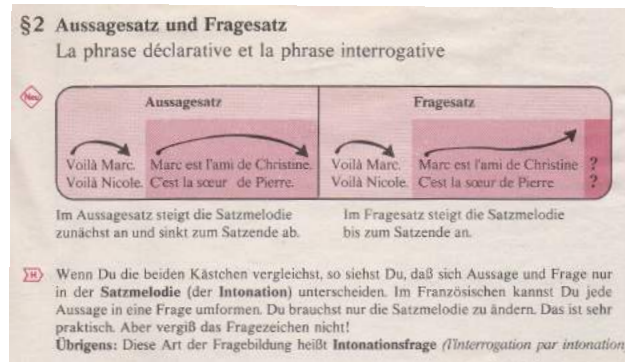 §2 Aussagesatz und Fragesatz
La phrase déclarative et la phrase interrogative
Neu
Aussagesatz Fragesatz
Voilà Marc. Marc est l'ami de Christine. Voilà Marc. Marc est l'ami de Christine ?
Voilà Nicole. C'est la sœur de Pierre. Voilà Nicole. C'est la sœur de Pierre ?
Im Aussagesatz steigt die Satzmelodie Im Fragesatz steigt die Satzmelodie
zunächst an und sinkt zum Satzende ab. bis zum Satzende an.
H Wenn Du die beiden Kästchen vergleichst, so siehst Du, daß sich Aussage und Frage nur
in der Satzmelodie (der Intonation) unterscheiden. Im Französischen kannst Du jede
Aussage in eine Frage umformen. Du brauchst nur die Satzmelodie zu ändern. Das ist sehr
praktisch. Aber vergiß das Fragezeichen nicht!
Übrigens: Diese Art der Fragebildung heißt Intonationsfrage (l'interrogation par intonation